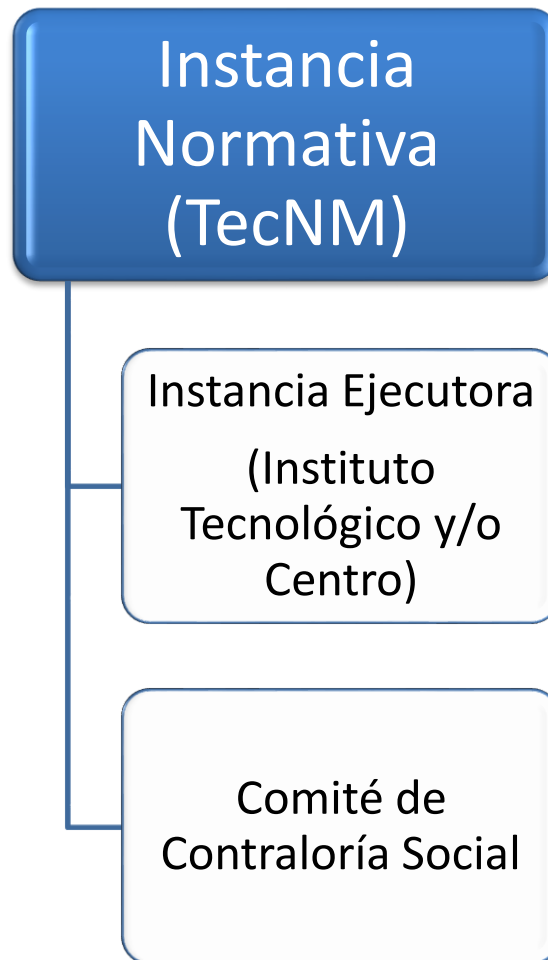 Instancia
Normativa
(TecNM)
Instancia Ejecutora
(Instituto
Tecnológico y/o
Centro)
Comité de
Contraloría Social